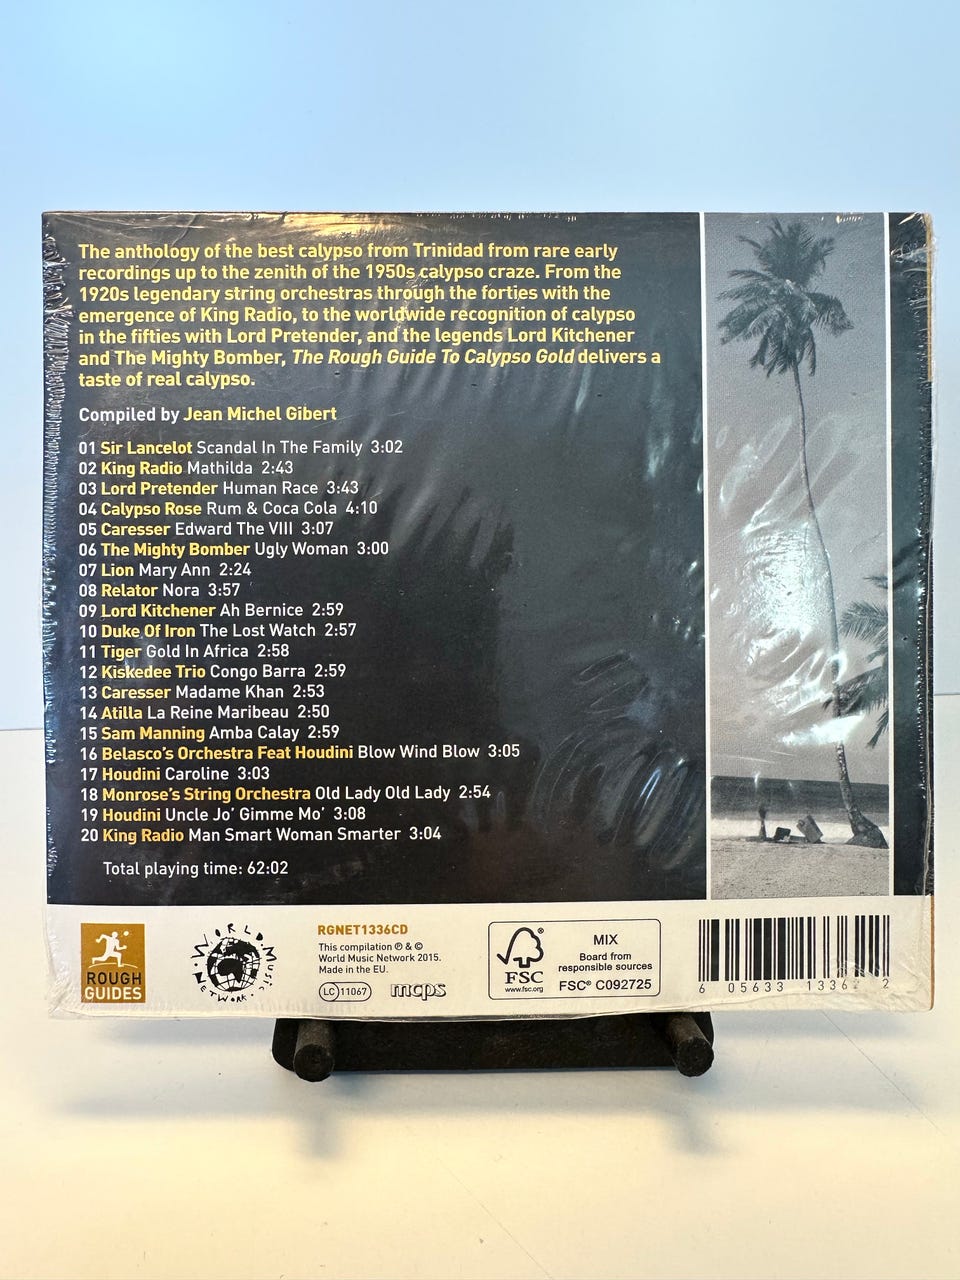 The anthology of the best calypso from Trinidad from rare early
recordings up to the zenith of the 1950s calypso craze. From the
1920s legendary string orchestras through the forties with the
emergence of King Radio, to the worldwide recognition of calypso
in the fifties with Lord Pretender, and the legends Lord Kitchener
and The Mighty Bomber, The Rough Guide To Calypso Gold delivers a
taste of real calypso.
Compiled by Jean Michel Gibert
01 Sir Lancelot Scandal In The Family 3:02
02 King Radio Mathilda 2:43
03 Lord Pretender Human Race 3:43
04 Calypso Rose Rum & Coca Cola 4:10
05 Caresser Edward The VIII 3:07
06 The Mighty Bomber Ugly Woman 3:00
07 Lion Mary Ann 2:24
08 Relator Nora 3:57
09 Lord Kitchener Ah Bernice 2:59
10 Duke Of Iron The Lost Watch 2:57
11 Tiger Gold In Africa 2:58
12 Kiskedee Trio Congo Barra 2:59
13 Caresser Madame Khan 2:53
14 Atilla La Reine Maribeau 2:50
15 Sam Manning Amba Calay 2:59
16 Belasco's Orchestra Feat Houdini Blow Wind Blow 3:05
17 Houdini Caroline 3:03
18 Monrose's String Orchestra Old Lady Old Lady 2:54
19 Houdini Uncle Jo' Gimme Mo' 3:08
20 King Radio Man Smart Woman Smarter 3:04
Total playing time: 62:02
ROUGH
GUIDES
WORLD MUSIC NETWORK
RGNET1336CD
This compilation ℗ & ©
World Music Network 2015.
Made in the EU.
LC 11067
mcps
FSC®
www.fsc.org
MIX
Board from
responsible sources
FSC® C092725
6 05633 1336 2